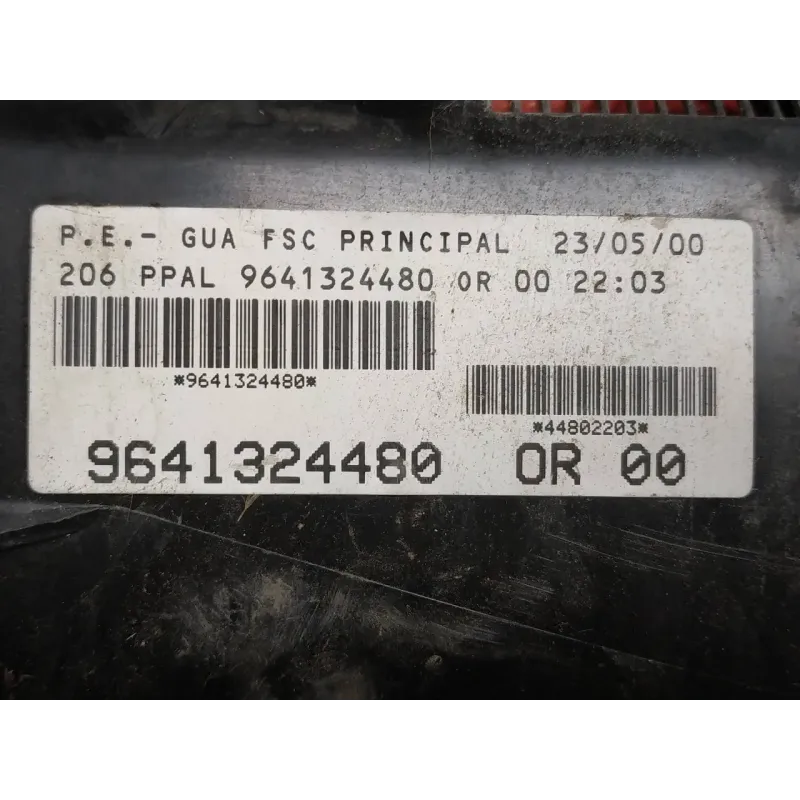 P.E.- GUA FSC PRINCIPAL 23/05/00
206 PPAL 9641324480 0R 00 22:03
*9641324480*
*44802203*
9641324480 0R 00